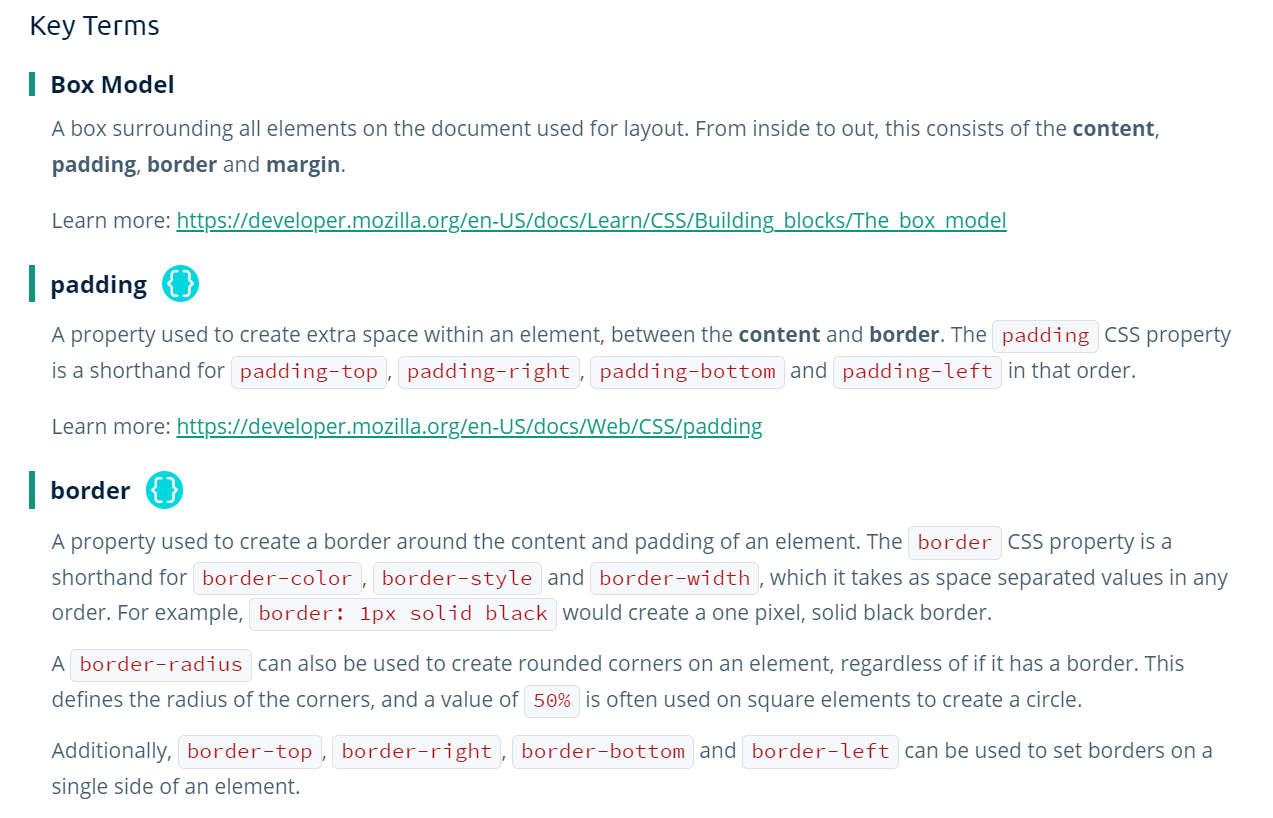 Key Terms
Box Model
A box surrounding all elements on the document used for layout. From inside to out, this consists of the content,
padding, border and margin.
Learn more: https://developer.mozilla.org/en-US/docs/Learn/CSS/Building_blocks/The_box_model
padding {}
A property used to create extra space within an element, between the content and border. The padding CSS property
is a shorthand for padding-top, padding-right, padding-bottom and padding-left in that order.
Learn more: https://developer.mozilla.org/en-US/docs/Web/CSS/padding
border {}
A property used to create a border around the content and padding of an element. The border CSS property is a
shorthand for border-color, border-style and border-width, which it takes as space separated values in any
order. For example, border: 1px solid black would create a one pixel, solid black border.
A border-radius can also be used to create rounded corners on an element, regardless of if it has a border. This
defines the radius of the corners, and a value of 50% is often used on square elements to create a circle.
Additionally, border-top, border-right, border-bottom and border-left can be used to set borders on a
single side of an element.